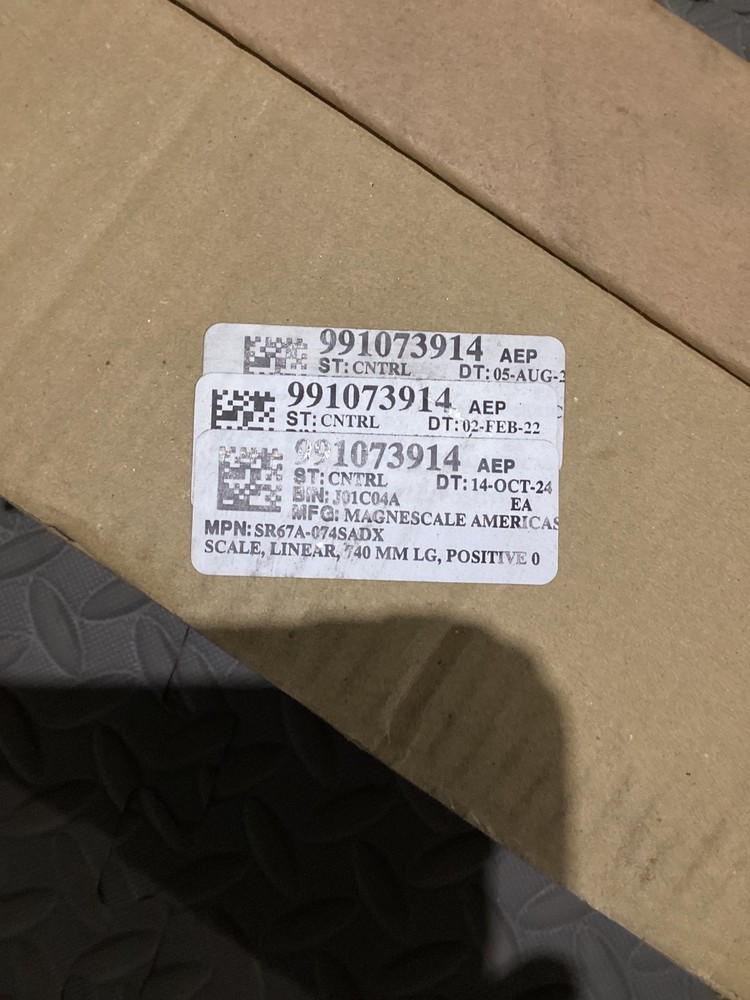 991073914 AEP
ST: CNTRL DT: 05-AUG-2
991073914 AEP
ST: CNTRL DT: 02-FEB-22
991073914 AEP
ST: CNTRL DT: 14-OCT-24
BIN: J01C04A EA
MFG: MAGNESCALE AMERICAS
MPN: SR67A-074SADX
SCALE, LINEAR, 740 MM LG, POSITIVE 0